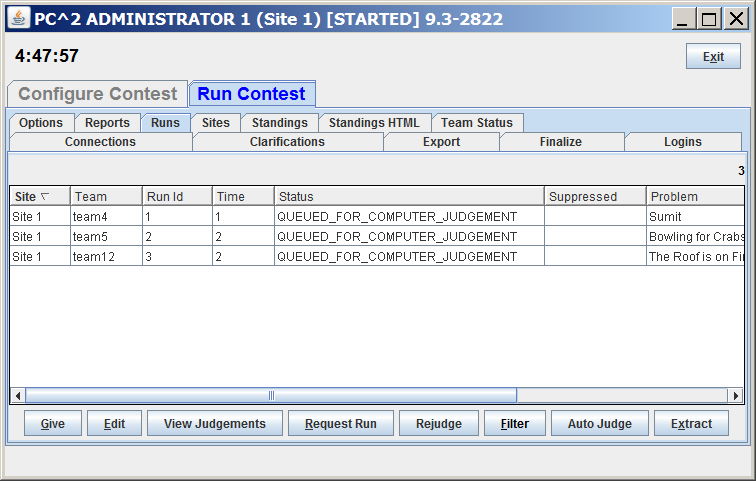 PC^2 ADMINISTRATOR 1 (Site 1) [STARTED] 9.3-2822
4:47:57
Exit
Configure Contest Run Contest
Options Reports Runs Sites Standings Standings HTML Team Status
Connections Clarifications Export Finalize Logins
3
Site Team Run Id Time Status Suppressed Problem
Site 1 team4 1 1 QUEUED_FOR_COMPUTER_JUDGEMENT Sumit
Site 1 team5 2 2 QUEUED_FOR_COMPUTER_JUDGEMENT Bowling for Crabs
Site 1 team12 3 2 QUEUED_FOR_COMPUTER_JUDGEMENT The Roof is on Fi
Give Edit View Judgements Request Run Rejudge Filter Auto Judge Extract